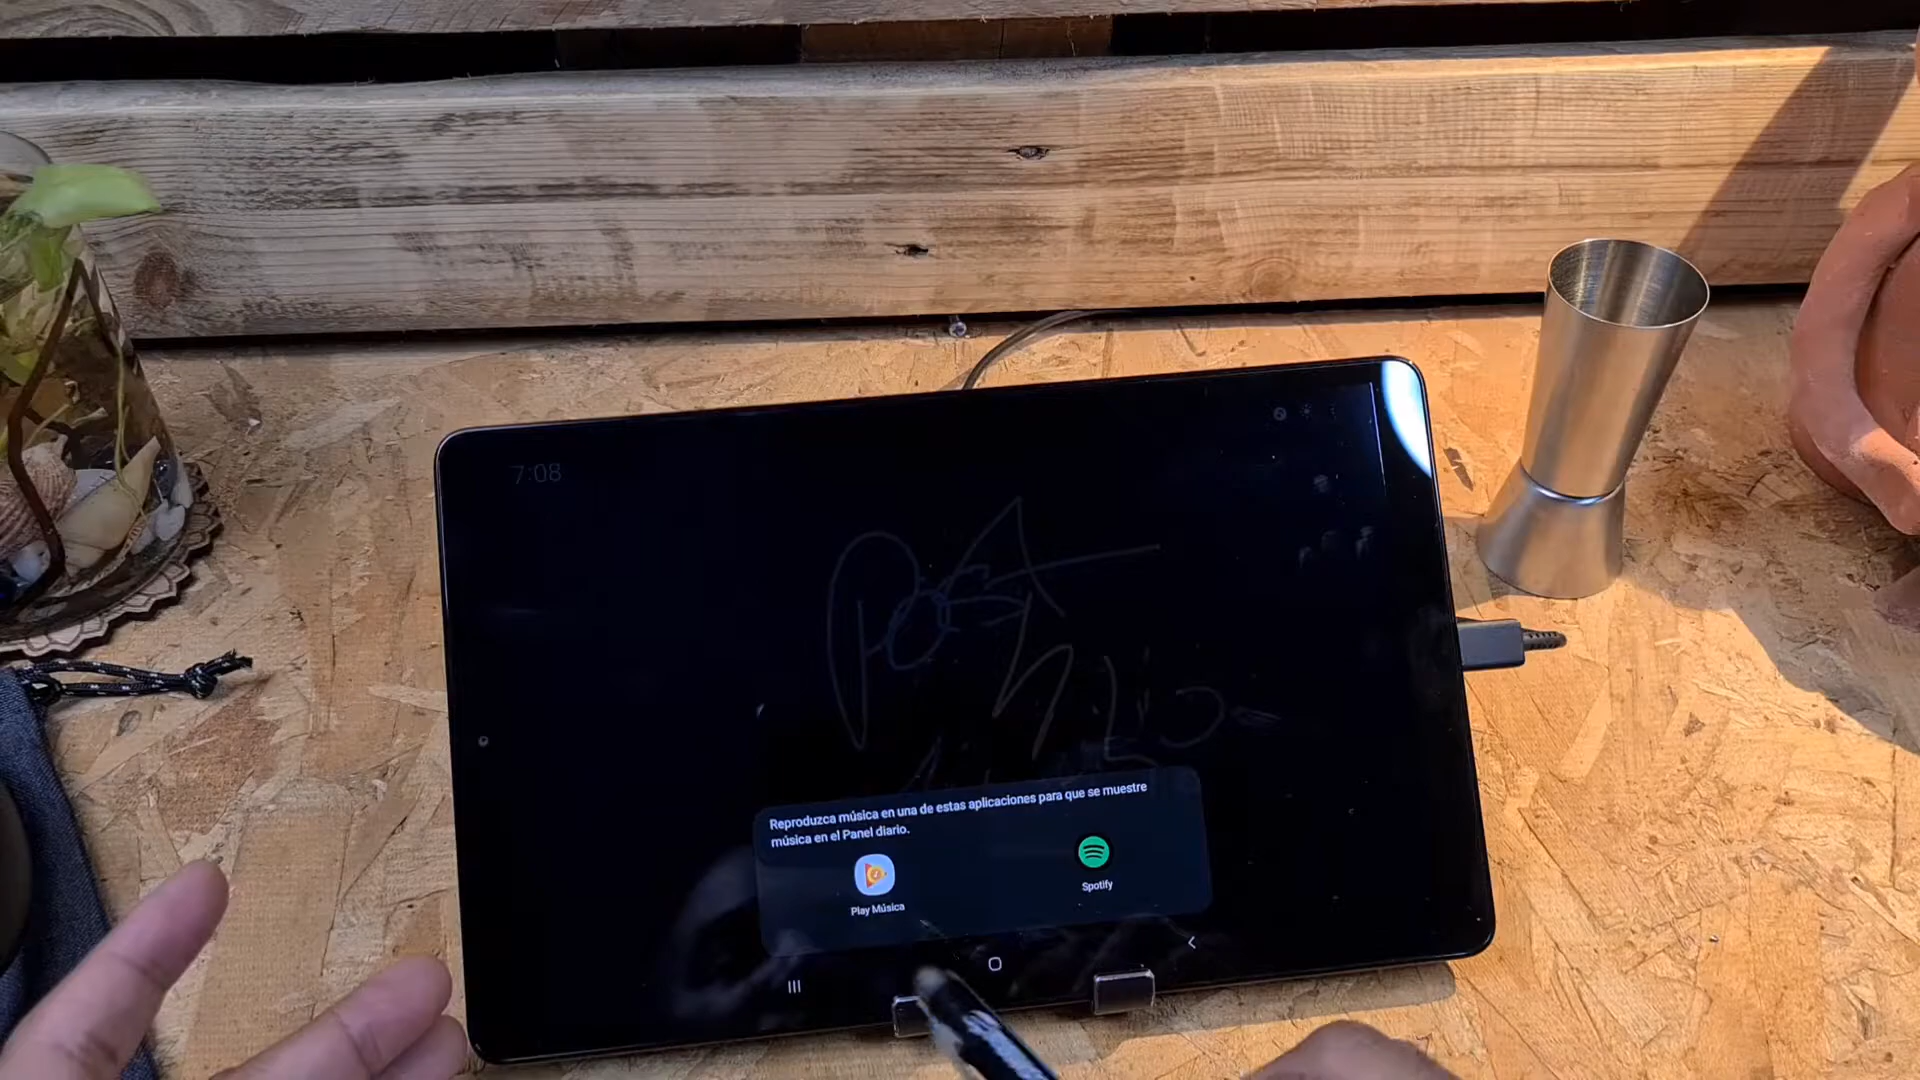 7:08
Post
Reproduzca música en una de estas aplicaciones para que se muestre
música en el Panel diario.
Play Música
Spotify